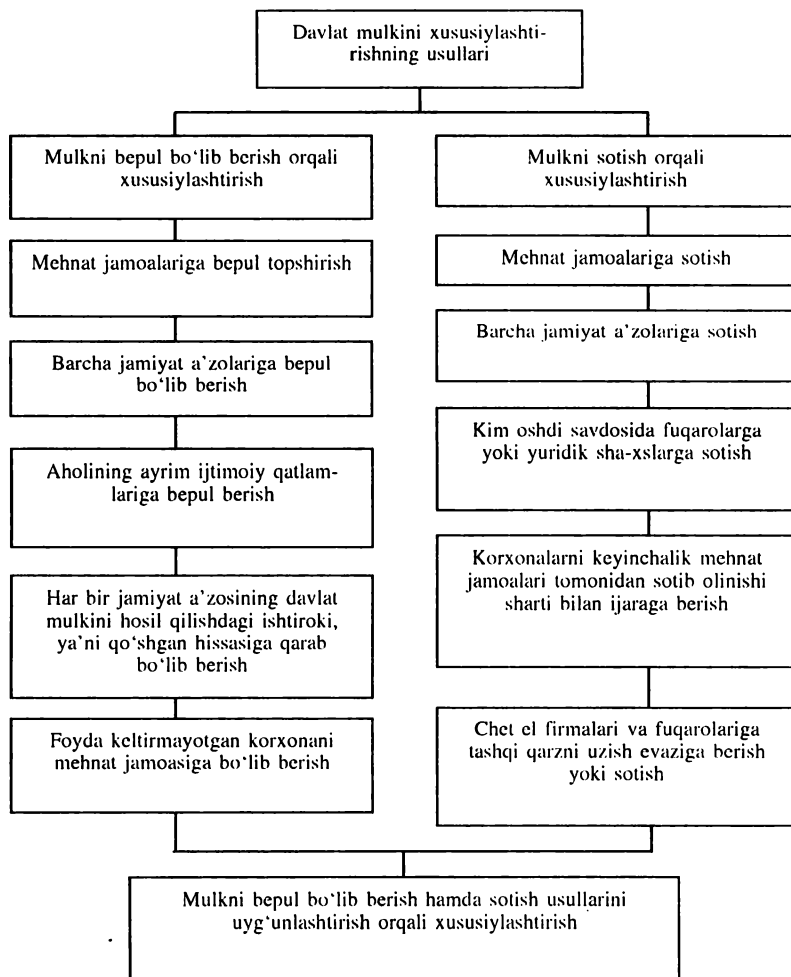 Davlat mulkini xususiylashti-
rishning usullari
Mulkni bepul bo‘lib berish orqali
xususiylashtirish
Mehnat jamoalariga bepul topshirish
Barcha jamiyat a’zolariga bepul
bo‘lib berish
Aholining ayrim ijtimoiy qatlam-
lariga bepul berish
Har bir jamiyat a’zosining davlat
mulkini hosil qilishdagi ishtiroki,
ya’ni qo‘shgan hissasiga qarab
bo‘lib berish
Foyda keltirmayotgan korxonani
mehnat jamoasiga bo‘lib berish
Mulkni sotish orqali
xususiylashtirish
Mehnat jamoalariga sotish
Barcha jamiyat a’zolariga sotish
Kim oshdi savdosida fuqarolarga
yoki yuridik sha-xslarga sotish
Korxonalarni keyinchalik mehnat
jamoalari tomonidan sotib olinishi
sharti bilan ijaraga berish
Chet el firmalari va fuqarolariga
tashqi qarzni uzish evaziga berish
yoki sotish
Mulkni bepul bo‘lib berish hamda sotish usullarini
uyg‘unlashtirish orqali xususiylashtirish